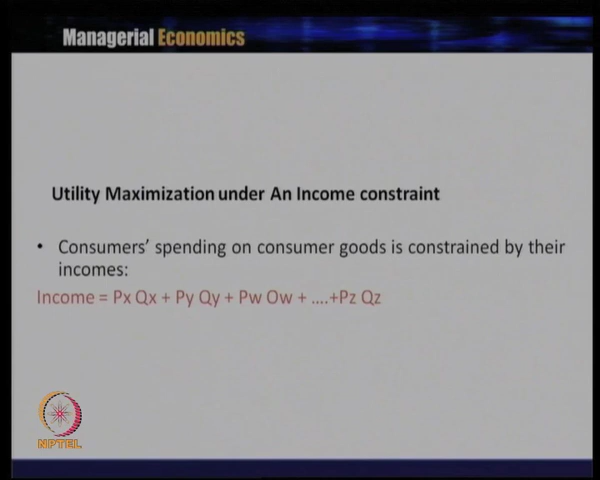 Managerial Economics
Utility Maximization under An Income constraint
• Consumers’ spending on consumer goods is constrained by their
incomes:
Income = Px Qx + Py Qy + Pw Ow + ....+Pz Qz
NPTEL